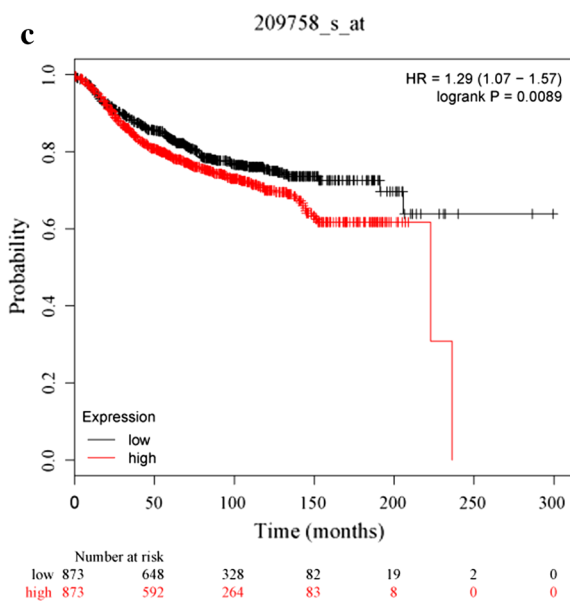 c
209758_s_at
HR = 1.29 (1.07 − 1.57)
logrank P = 0.0089
Probability
1.0
0.8
0.6
0.4
0.2
0.0
Expression
low
high
0 50 100 150 200 250 300
Time (months)
Number at risk
low 873 648 328 82 19 2 0
high 873 592 264 83 8 0 0